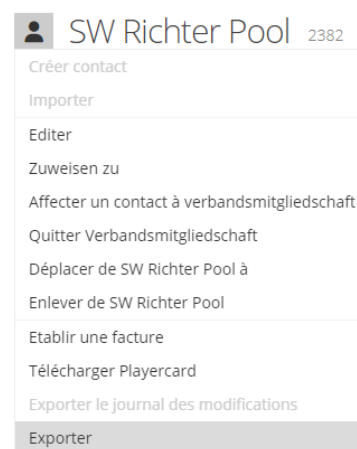 SW Richter Pool 2382
Créer contact
Importer
Editer
Zuweisen zu
Affecter un contact à verbandsmitgliedschaft
Quitter Verbandsmitgliedschaft
Déplacer de SW Richter Pool à
Enlever de SW Richter Pool
Etablir une facture
Télécharger Playercard
Exporter le journal des modifications
Exporter